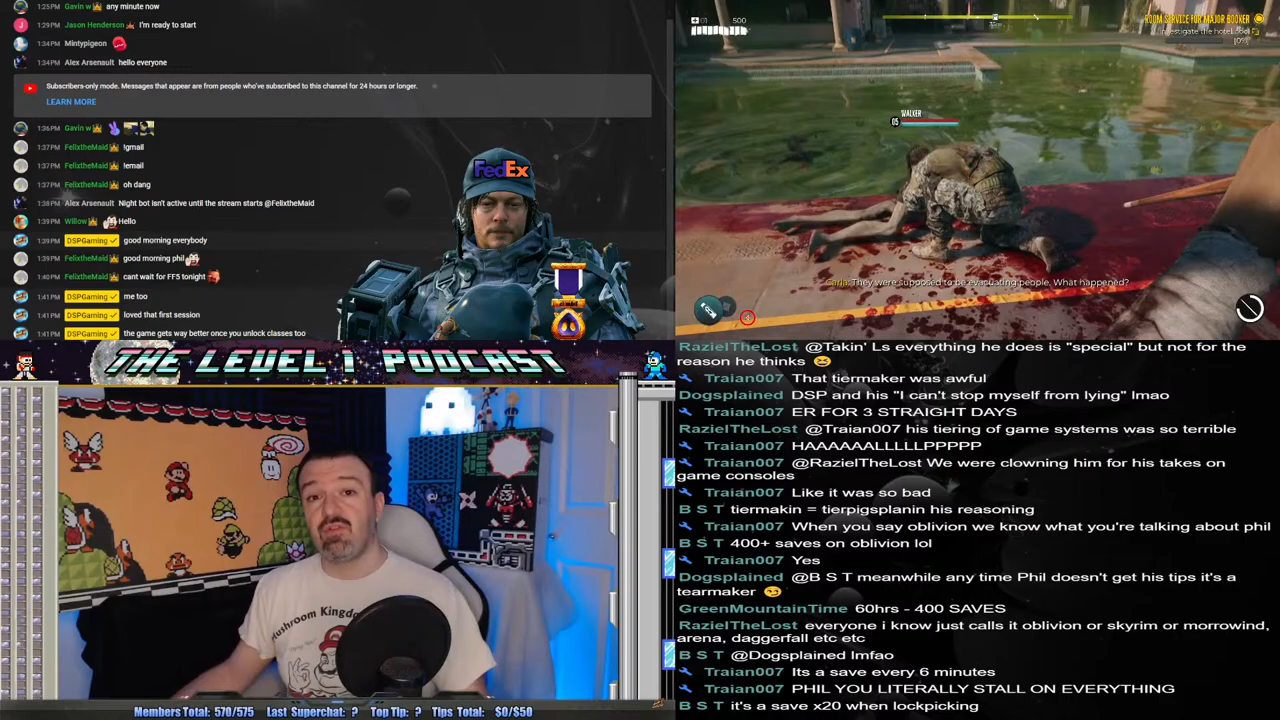 1:25PM Gavin w any minute now
1:29PM Jason Henderson I'm ready to start
1:34PM Mintypigeon
1:34PM Alex Arsenault hello everyone
Subscribers-only mode. Messages that appear are from people who've subscribed to this channel for 24 hours or longer.
LEARN MORE
1:36PM Gavin w
1:37PM FelixtheMaid !gmail
1:37PM FelixtheMaid !email
1:37PM FelixtheMaid oh dang
1:38PM Alex Arsenault Night bot isn't active until the stream starts @FelixtheMaid
1:39PM Willow Hello
1:39PM DSPGaming good morning everybody
1:39PM FelixtheMaid good morning phil
1:40PM FelixtheMaid cant wait for FF5 tonight
1:41PM DSPGaming me too
1:41PM DSPGaming loved that first session
1:41PM DSPGaming the game gets way better once you unlock classes too
FedEx
500
ROOM SERVICE FOR MAJOR BOOKER
05 WALKER
Carla: They were supposed to be evacuating people. What happened?
THE LEVEL 1 PODCAST
Mushroom Kingdom
Members Total: 570/575 Last Superchat: ? Top Tip: ? Tips Total: $0/$50
RazielTheLost @Takin' Ls everything he does is "special" but not for the
reason he thinks
Traian007 That tiermaker was awful
Dogsplained DSP and his "I can't stop myself from lying" lmao
Traian007 ER FOR 3 STRAIGHT DAYS
RazielTheLost @Traian007 his tiering of game systems was so terrible
Traian007 HAAAAAALLLLLPPPPP
Traian007 @RazielTheLost We were clowning him for his takes on
game consoles
Traian007 Like it was so bad
B S T tiermakin = tierpigsplanin his reasoning
Traian007 When you say oblivion we know what you're talking about phil
B S T 400+ saves on oblivion lol
Traian007 Yes
Dogsplained @B S T meanwhile any time Phil doesn't get his tips it's a
tearmaker
GreenMountainTime 60hrs - 400 SAVES
RazielTheLost everyone i know just calls it oblivion or skyrim or morrowind,
arena, daggerfall etc etc
B S T @Dogsplained lmfao
Traian007 Its a save every 6 minutes
Traian007 PHIL YOU LITERALLY STALL ON EVERYTHING
B S T it's a save x20 when lockpicking